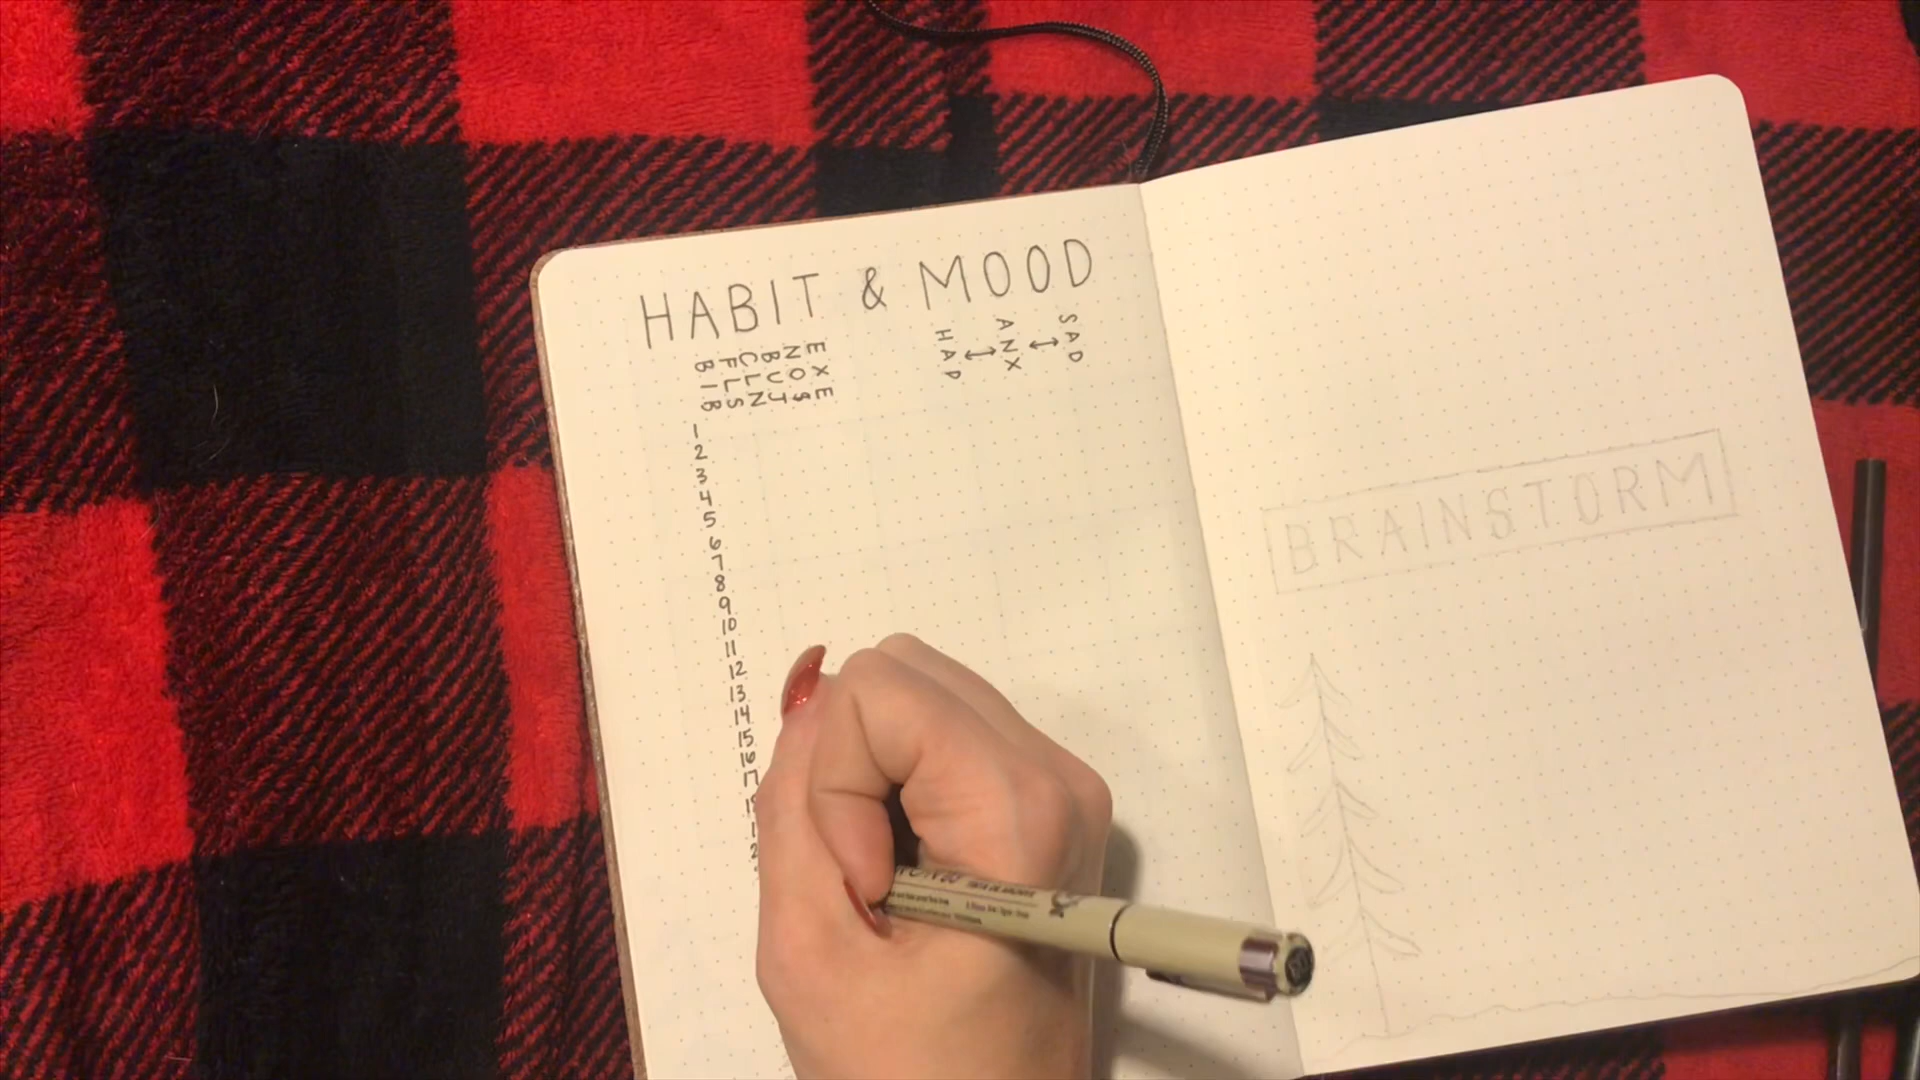 HABIT & MOOD
BIB
FLS
CLN
BUJ
NO$
EXE
HAP ↔ ANX ↔ SAD
1
2
3
4
5
6
7
8
9
10
11
12
13
14
15
16
17
BRAINSTORM